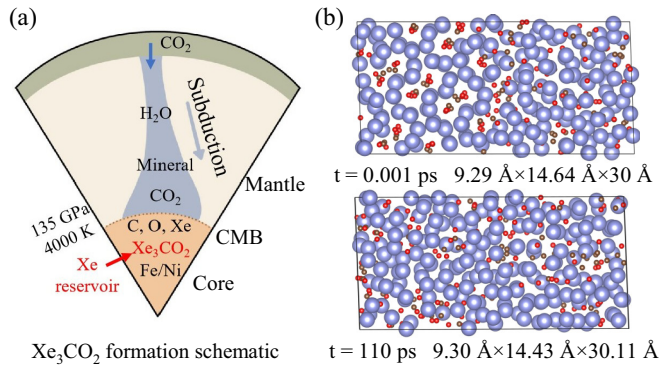 (a)
CO₂
H₂O
Subduction
Mineral
CO₂
Mantle
135 GPa
4000 K
C, O, Xe
CMB
Xe₃CO₂
Xe
reservoir
Fe/Ni
Core
Xe₃CO₂ formation schematic
(b)
t = 0.001 ps 9.29 Å×14.64 Å×30 Å
t = 110 ps 9.30 Å×14.43 Å×30.11 Å